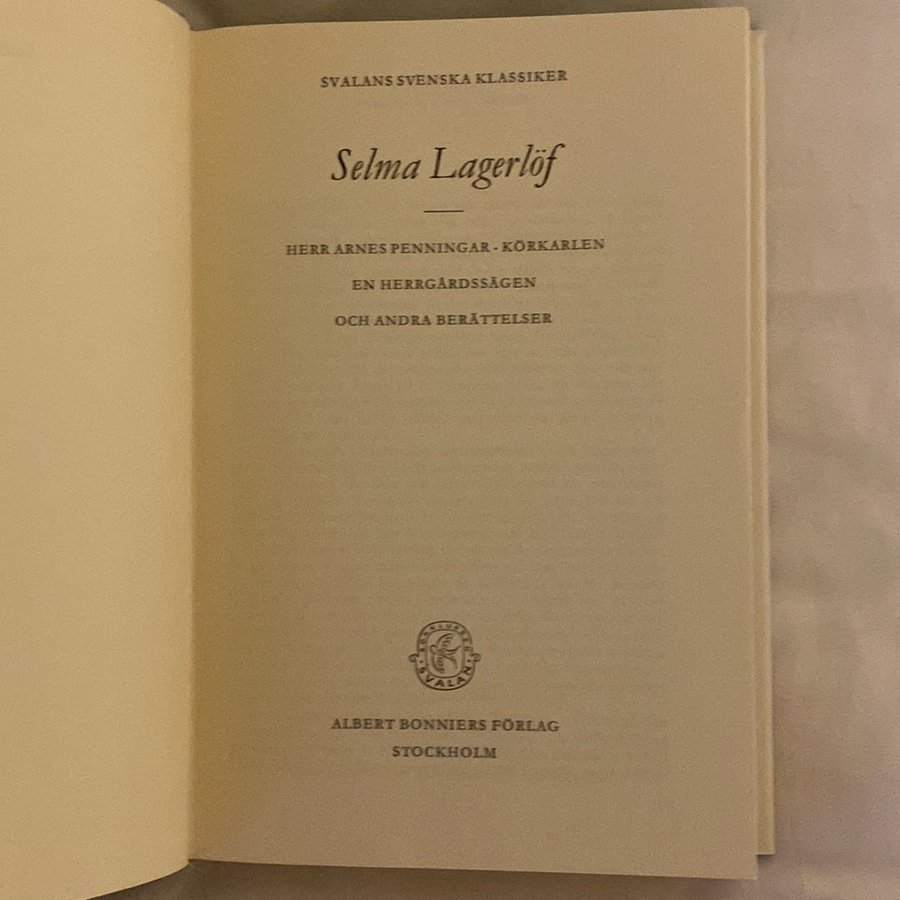 SVALANS SVENSKA KLASSIKER
Selma Lagerlöf
HERR ARNES PENNINGAR - KÖRKARLEN
EN HERRGÅRDSSÄGEN
OCH ANDRA BERÄTTELSER
BOKKLUBBEN
SVALAN
ALBERT BONNIERS FÖRLAG
STOCKHOLM